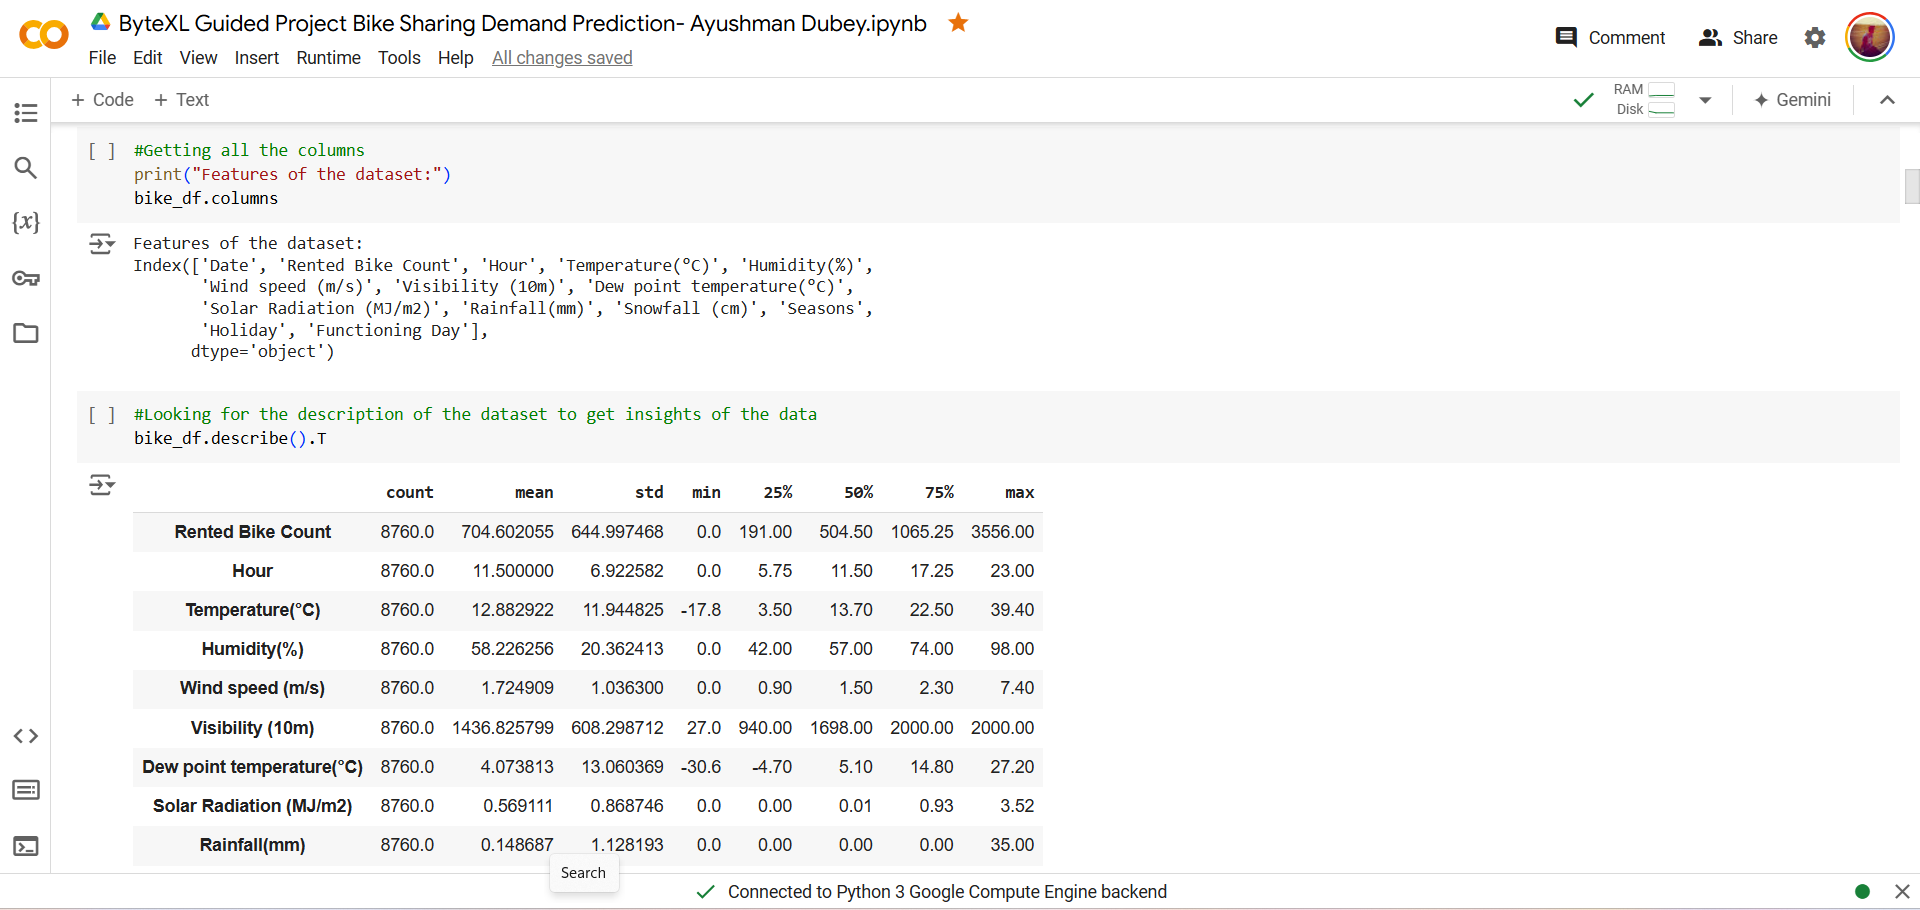 ByteXL Guided Project Bike Sharing Demand Prediction- Ayushman Dubey.ipynb
File Edit View Insert Runtime Tools Help All changes saved
Comment Share
+ Code + Text
RAM
Disk
Gemini
{x}
[ ] #Getting all the columns
print("Features of the dataset:")
bike_df.columns
Features of the dataset:
Index(['Date', 'Rented Bike Count', 'Hour', 'Temperature(°C)', 'Humidity(%)',
'Wind speed (m/s)', 'Visibility (10m)', 'Dew point temperature(°C)',
'Solar Radiation (MJ/m2)', 'Rainfall(mm)', 'Snowfall (cm)', 'Seasons',
'Holiday', 'Functioning Day'],
dtype='object')
[ ] #Looking for the description of the dataset to get insights of the data
bike_df.describe().T
count mean std min 25% 50% 75% max
Rented Bike Count 8760.0 704.602055 644.997468 0.0 191.00 504.50 1065.25 3556.00
Hour 8760.0 11.500000 6.922582 0.0 5.75 11.50 17.25 23.00
Temperature(°C) 8760.0 12.882922 11.944825 -17.8 3.50 13.70 22.50 39.40
Humidity(%) 8760.0 58.226256 20.362413 0.0 42.00 57.00 74.00 98.00
Wind speed (m/s) 8760.0 1.724909 1.036300 0.0 0.90 1.50 2.30 7.40
Visibility (10m) 8760.0 1436.825799 608.298712 27.0 940.00 1698.00 2000.00 2000.00
Dew point temperature(°C) 8760.0 4.073813 13.060369 -30.6 -4.70 5.10 14.80 27.20
Solar Radiation (MJ/m2) 8760.0 0.569111 0.868746 0.0 0.00 0.01 0.93 3.52
Rainfall(mm) 8760.0 0.148687 1.128193 0.0 0.00 0.00 0.00 35.00
Search
Connected to Python 3 Google Compute Engine backend